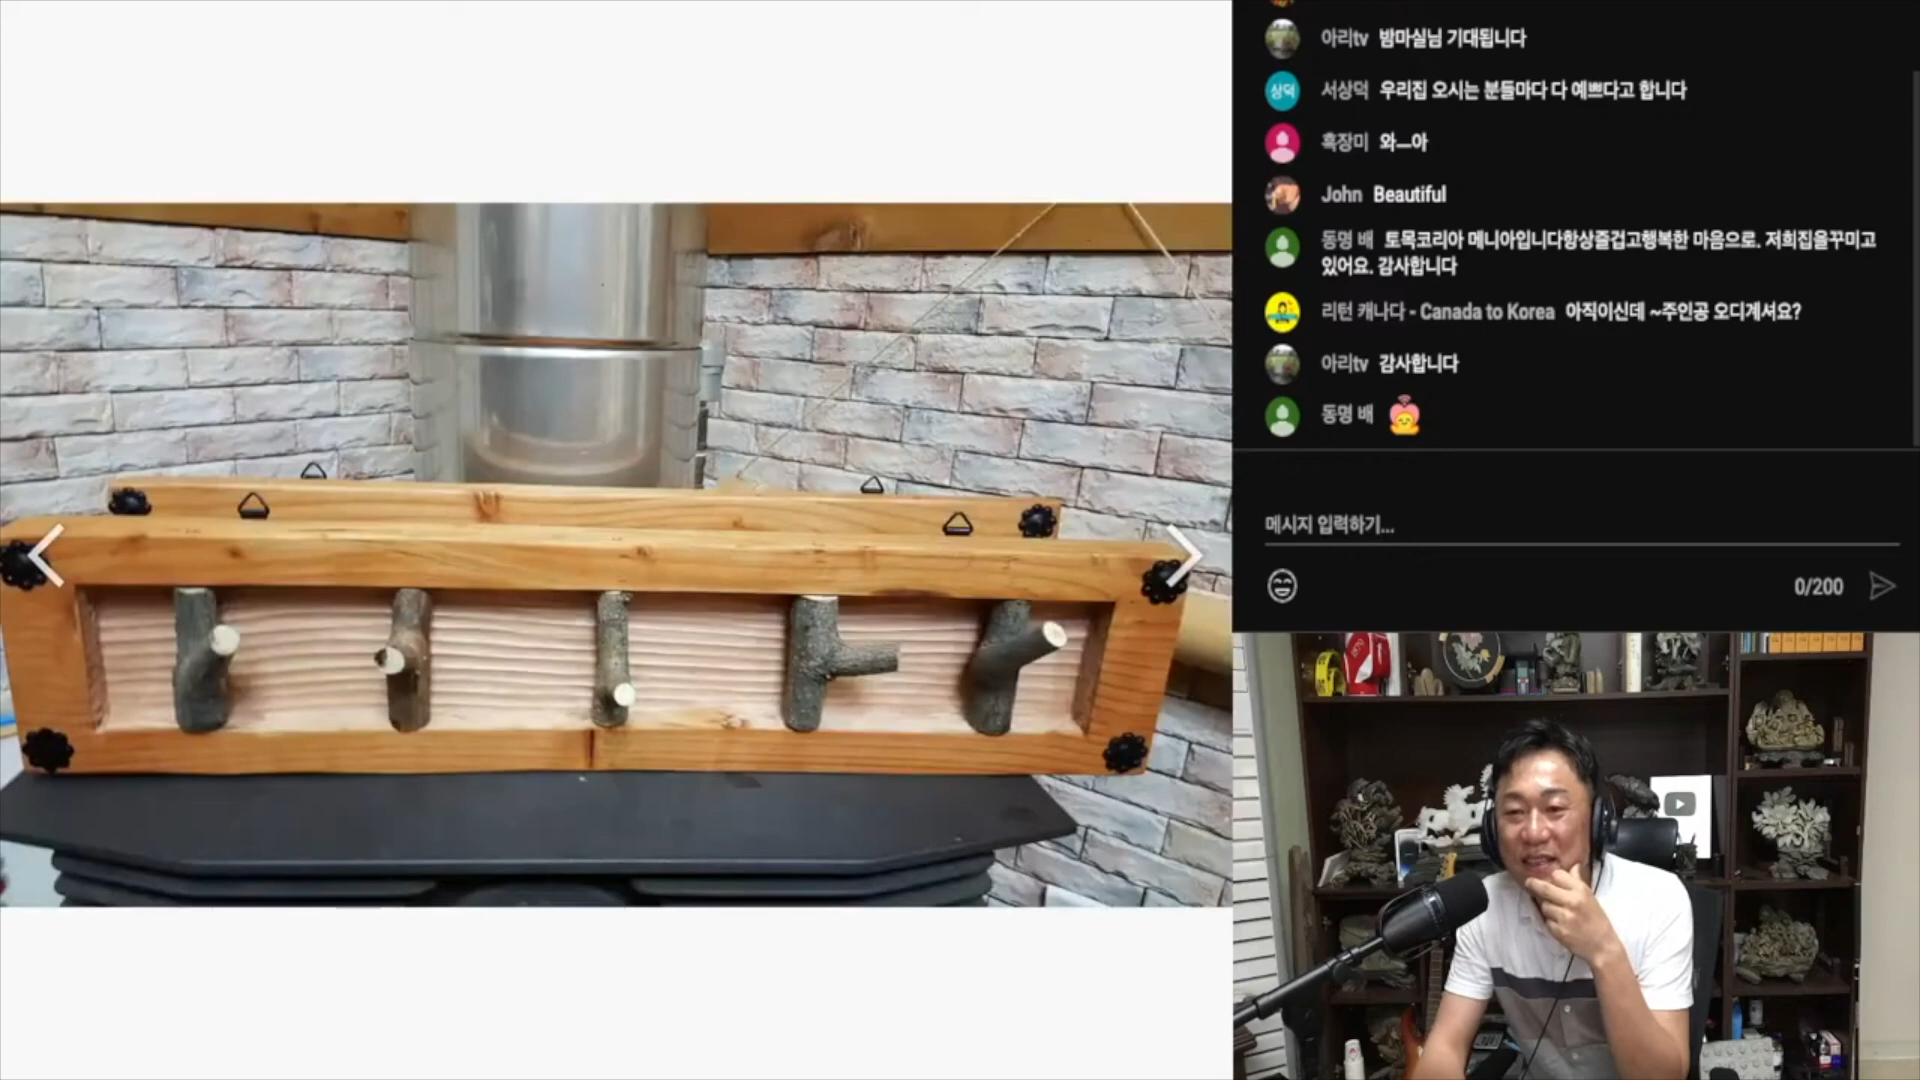 아리tv 밤마실님 기대됩니다
상덕 서상덕 우리집 오시는 분들마다 다 예쁘다고 합니다
흑장미 와ㅡ아
John Beautiful
동명 배 토목코리아 메니아입니다항상즐겁고행복한 마음으로. 저희집을꾸미고
있어요. 감사합니다
리턴 캐나다 - Canada to Korea 아직이신데 ~주인공 오디계셔요?
아리tv 감사합니다
동명 배
메시지 입력하기...
0/200